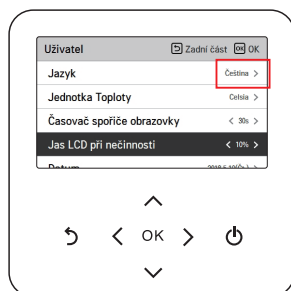 Uživatel Zadní část OK OK
Jazyk Čeština >
Jednotka Toploty Celsia >
Časovač spořiče obrazovky < 30s >
Jas LCD při nečinnosti < 10% >
Datum
OK